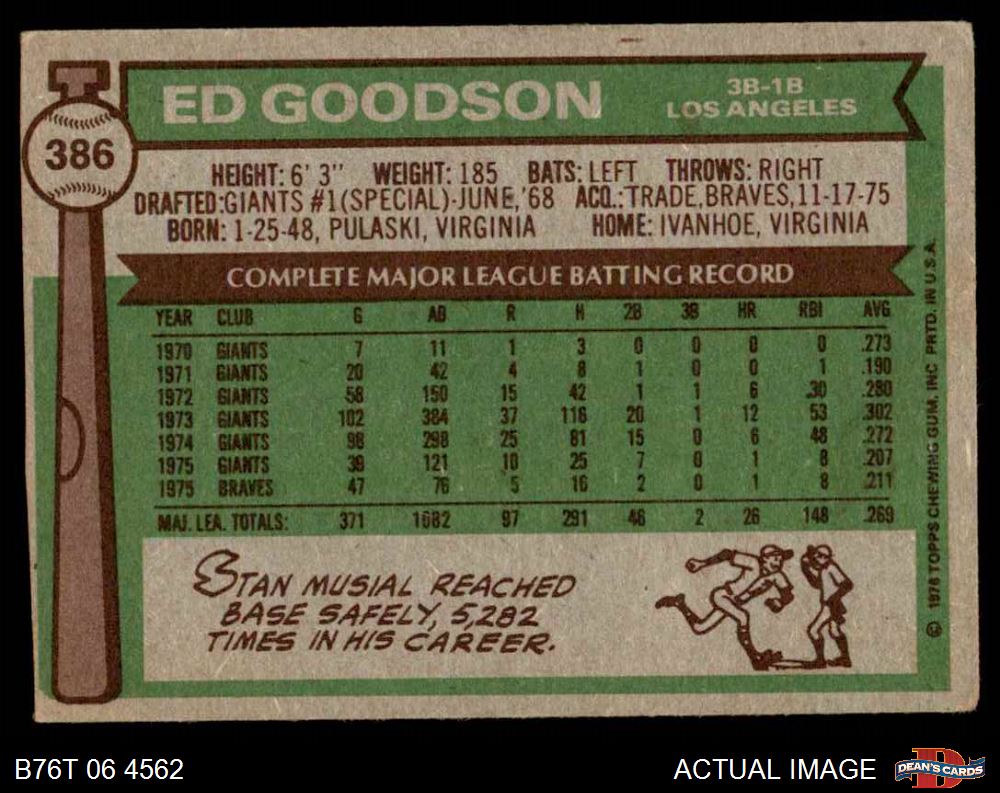 386
ED GOODSON
3B-1B
LOS ANGELES
HEIGHT: 6' 3" WEIGHT: 185 BATS: LEFT THROWS: RIGHT
DRAFTED: GIANTS #1(SPECIAL)-JUNE, '68 ACQ.: TRADE, BRAVES, 11-17-75
BORN: 1-25-48, PULASKI, VIRGINIA HOME: IVANHOE, VIRGINIA
COMPLETE MAJOR LEAGUE BATTING RECORD
YEAR CLUB G AB R H 2B 3B HR RBI AVG
1970 GIANTS 7 11 1 3 0 0 0 0 .273
1971 GIANTS 20 42 4 8 1 0 0 1 .190
1972 GIANTS 58 150 15 42 1 1 6 30 .280
1973 GIANTS 102 384 37 116 20 1 12 53 .302
1974 GIANTS 98 298 25 81 15 0 6 48 .272
1975 GIANTS 39 121 10 25 7 0 1 8 .207
1975 BRAVES 47 76 5 16 2 0 1 8 .211
MAJ. LEA. TOTALS: 371 1082 97 291 46 2 26 148 .269
STAN MUSIAL REACHED
BASE SAFELY, 5,282
TIMES IN HIS CAREER.
© 1976 TOPPS CHEWING GUM, INC PRTD. IN U.S.A.
B76T 06 4562
ACTUAL IMAGE
DEAN'S CARDS